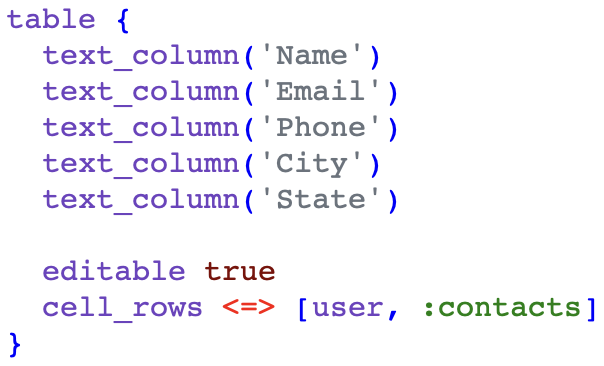 table {
  text_column('Name')
  text_column('Email')
  text_column('Phone')
  text_column('City')
  text_column('State')

  editable true
  cell_rows <=> [user, :contacts]
}